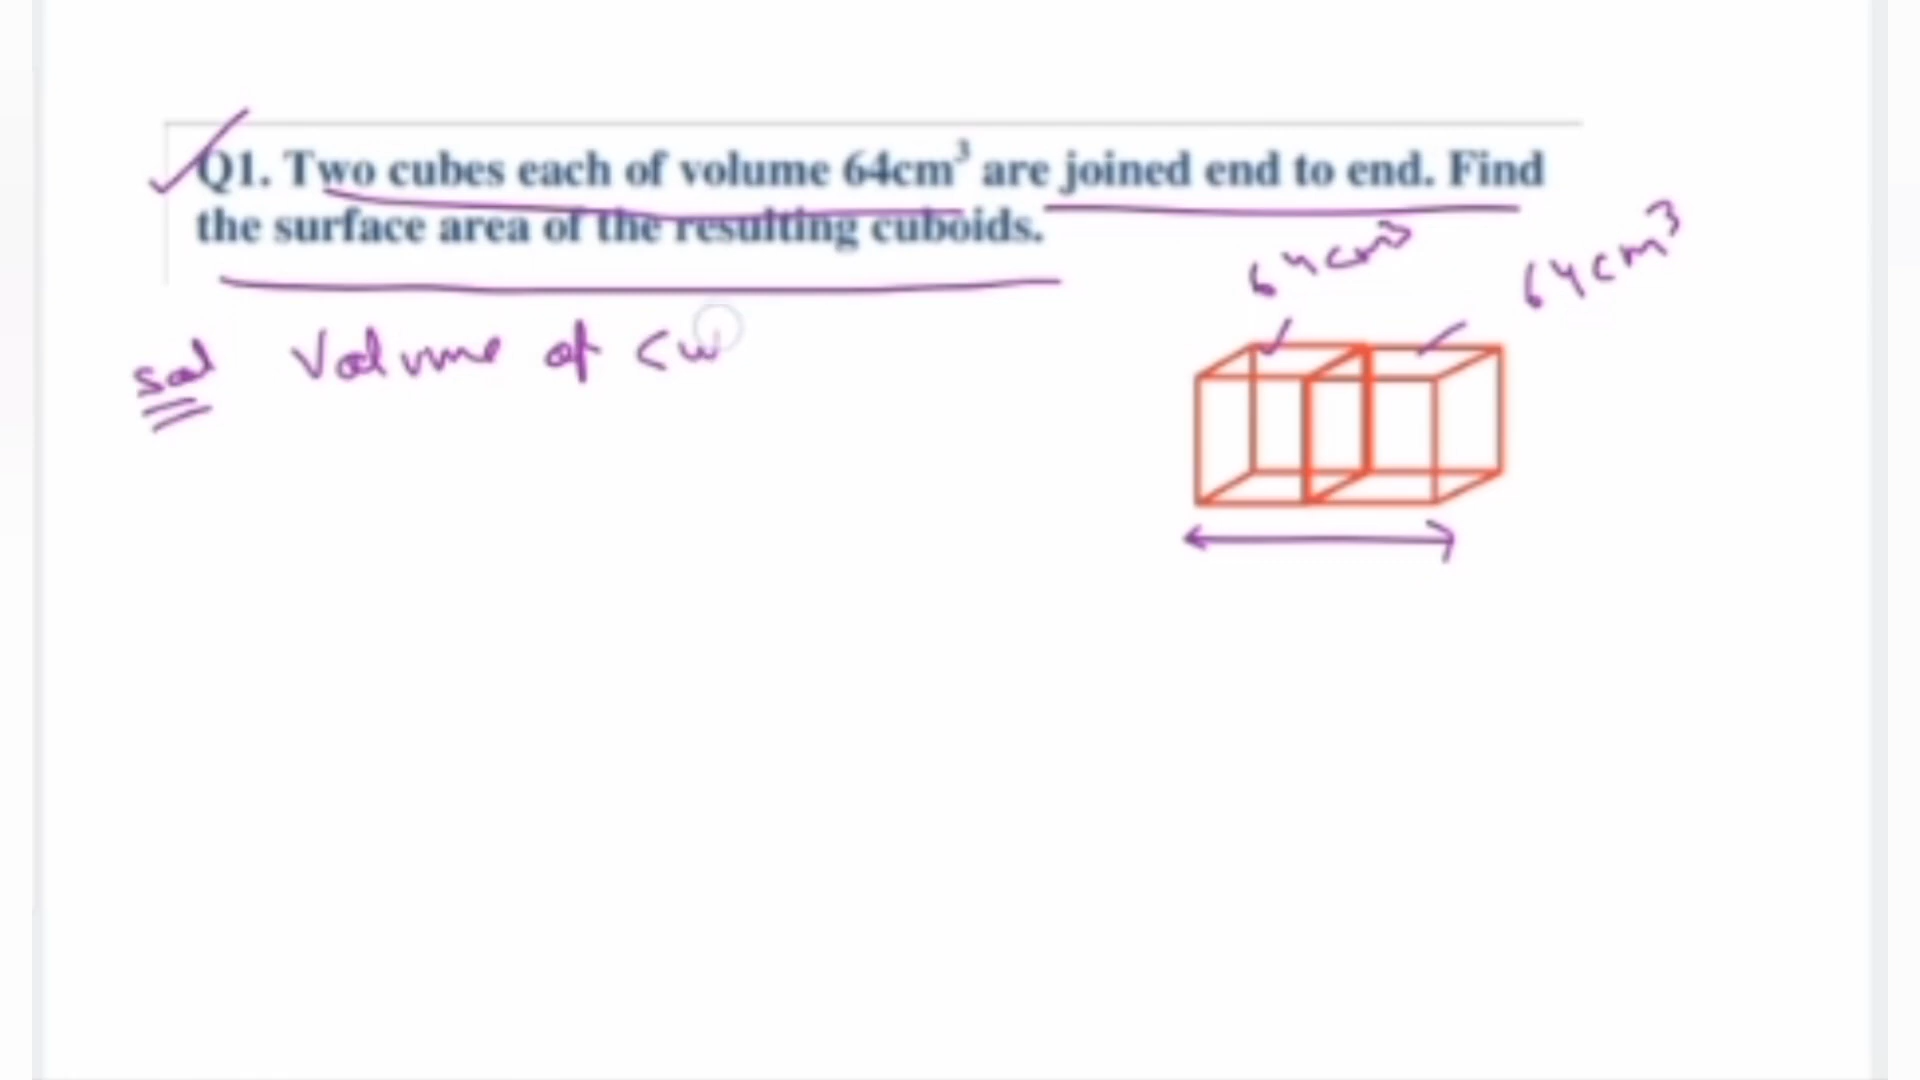 Q1. Two cubes each of volume 64cm³ are joined end to end. Find
the surface area of the resulting cuboids.
64cm³
64cm³
Sol Volume of cu